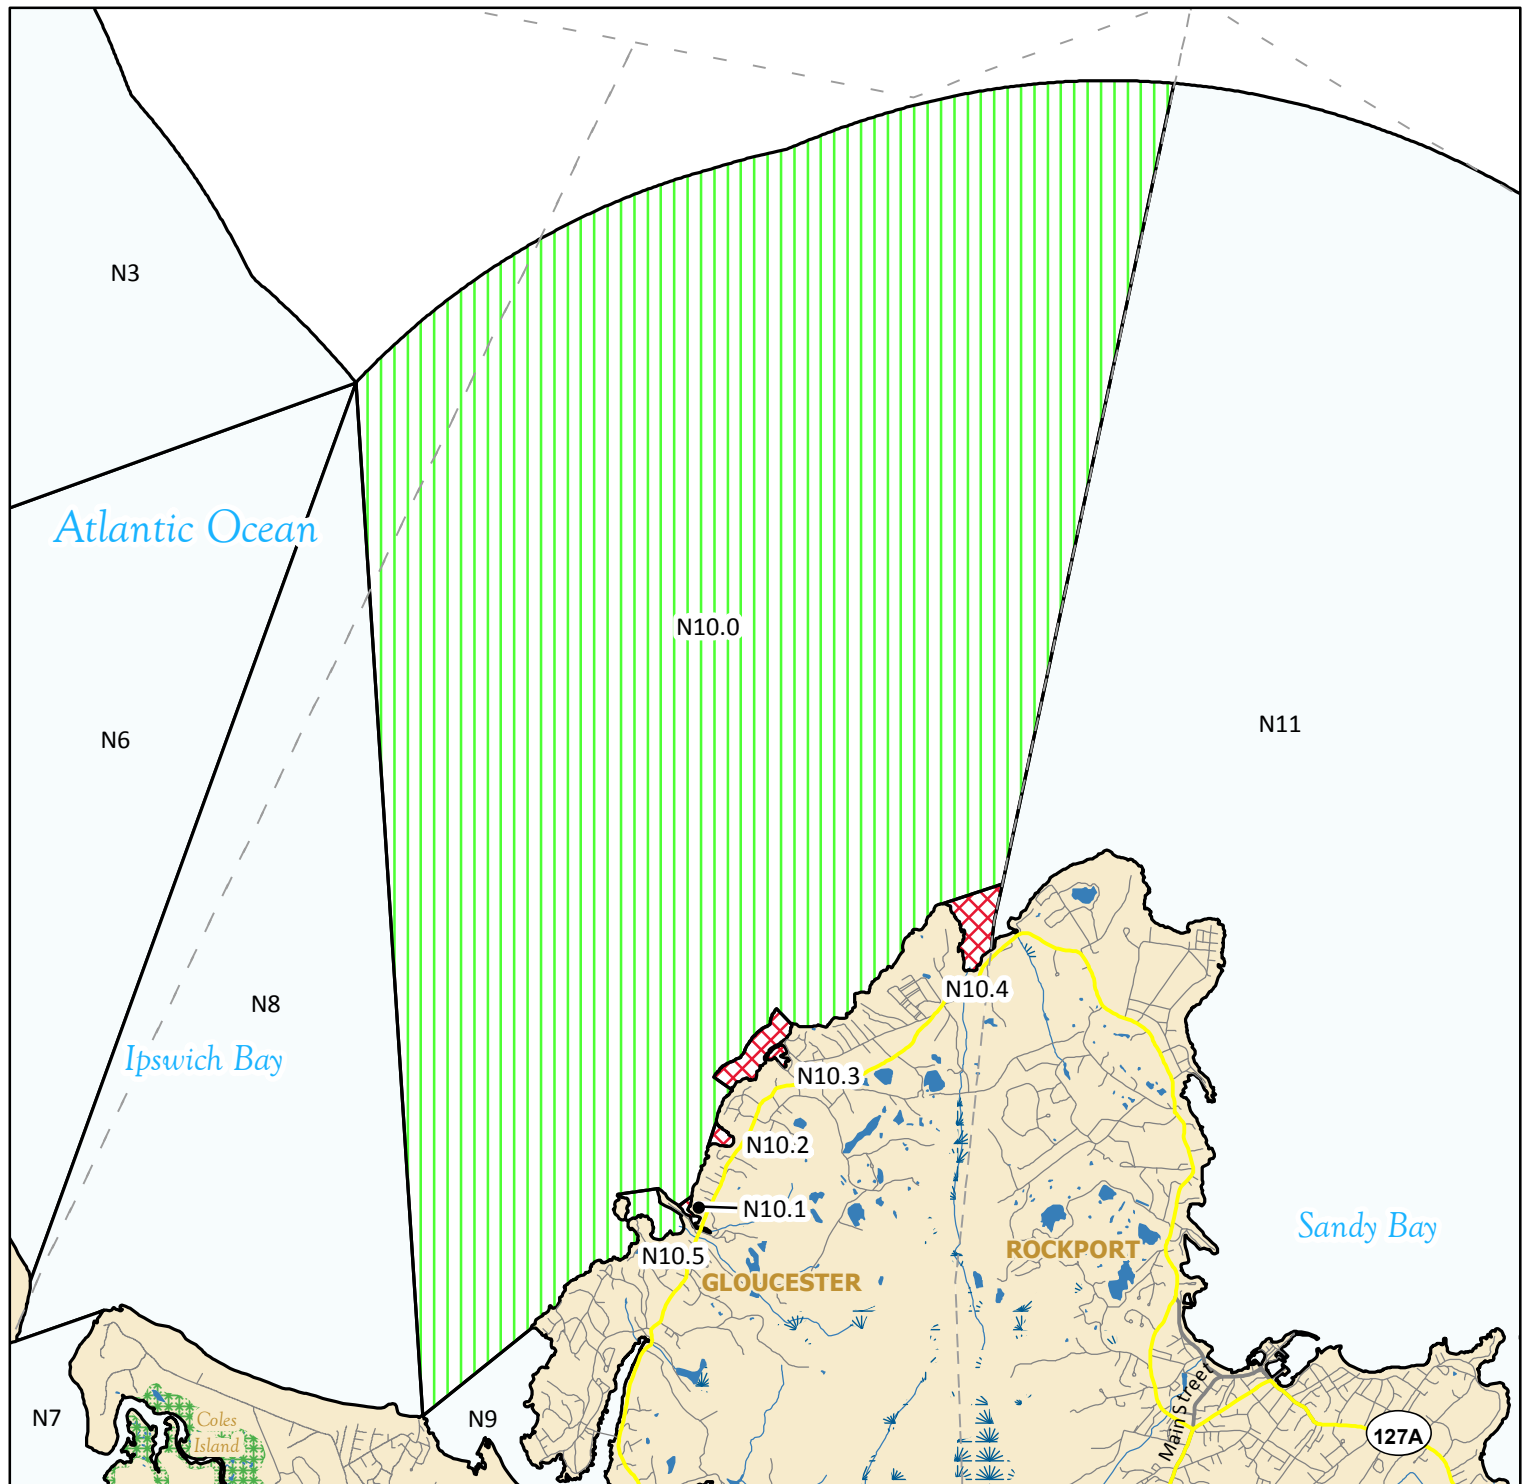 N3
Atlantic Ocean
N10.0
N6
N11
N8
N10.4
Ipswich Bay
N10.3
N10.2
N10.1
Sandy Bay
ROCKPORT
N10.5
GLOUCESTER
Main Street
N7
Coles
Island
N9
127A